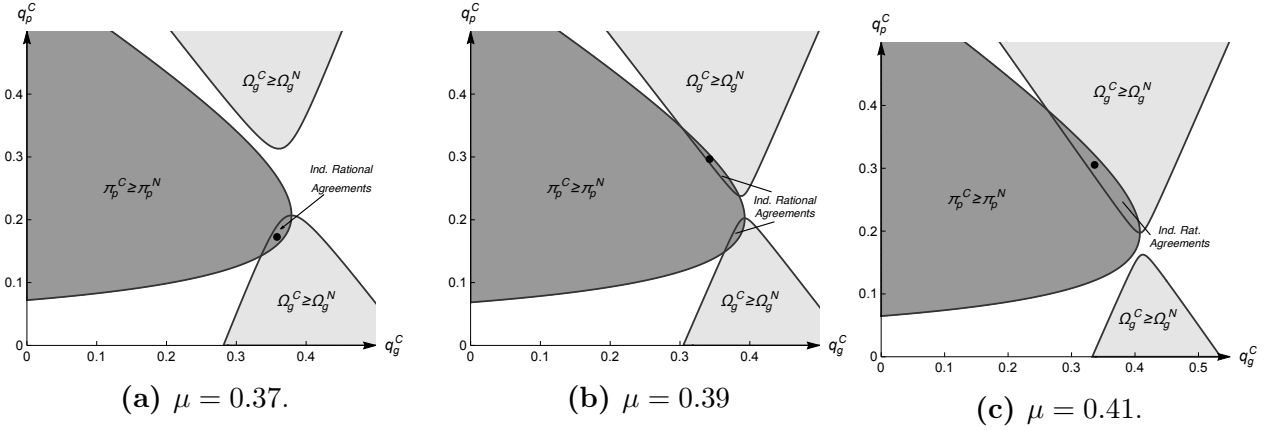 q_p^C
0.4
0.3
0.2
0.1
0
0
0.1
0.2
0.3
0.4
q_g^C
Ω_g^C ≥ Ω_g^N
π_p^C ≥ π_p^N
Ind. Rational
Agreements
Ω_g^C ≥ Ω_g^N
(a) μ = 0.37.
q_p^C
0.4
0.3
0.2
0.1
0
0
0.1
0.2
0.3
0.4
q_g^C
Ω_g^C ≥ Ω_g^N
π_p^C ≥ π_p^N
Ind. Rational
Agreements
Ω_g^C ≥ Ω_g^N
(b) μ = 0.39
q_p^C
0.4
0.3
0.2
0.1
0
0
0.1
0.2
0.3
0.4
0.5
q_g^C
Ω_g^C ≥ Ω_g^N
π_p^C ≥ π_p^N
Ind. Rat.
Agreements
Ω_g^C ≥ Ω_g^N
(c) μ = 0.41.